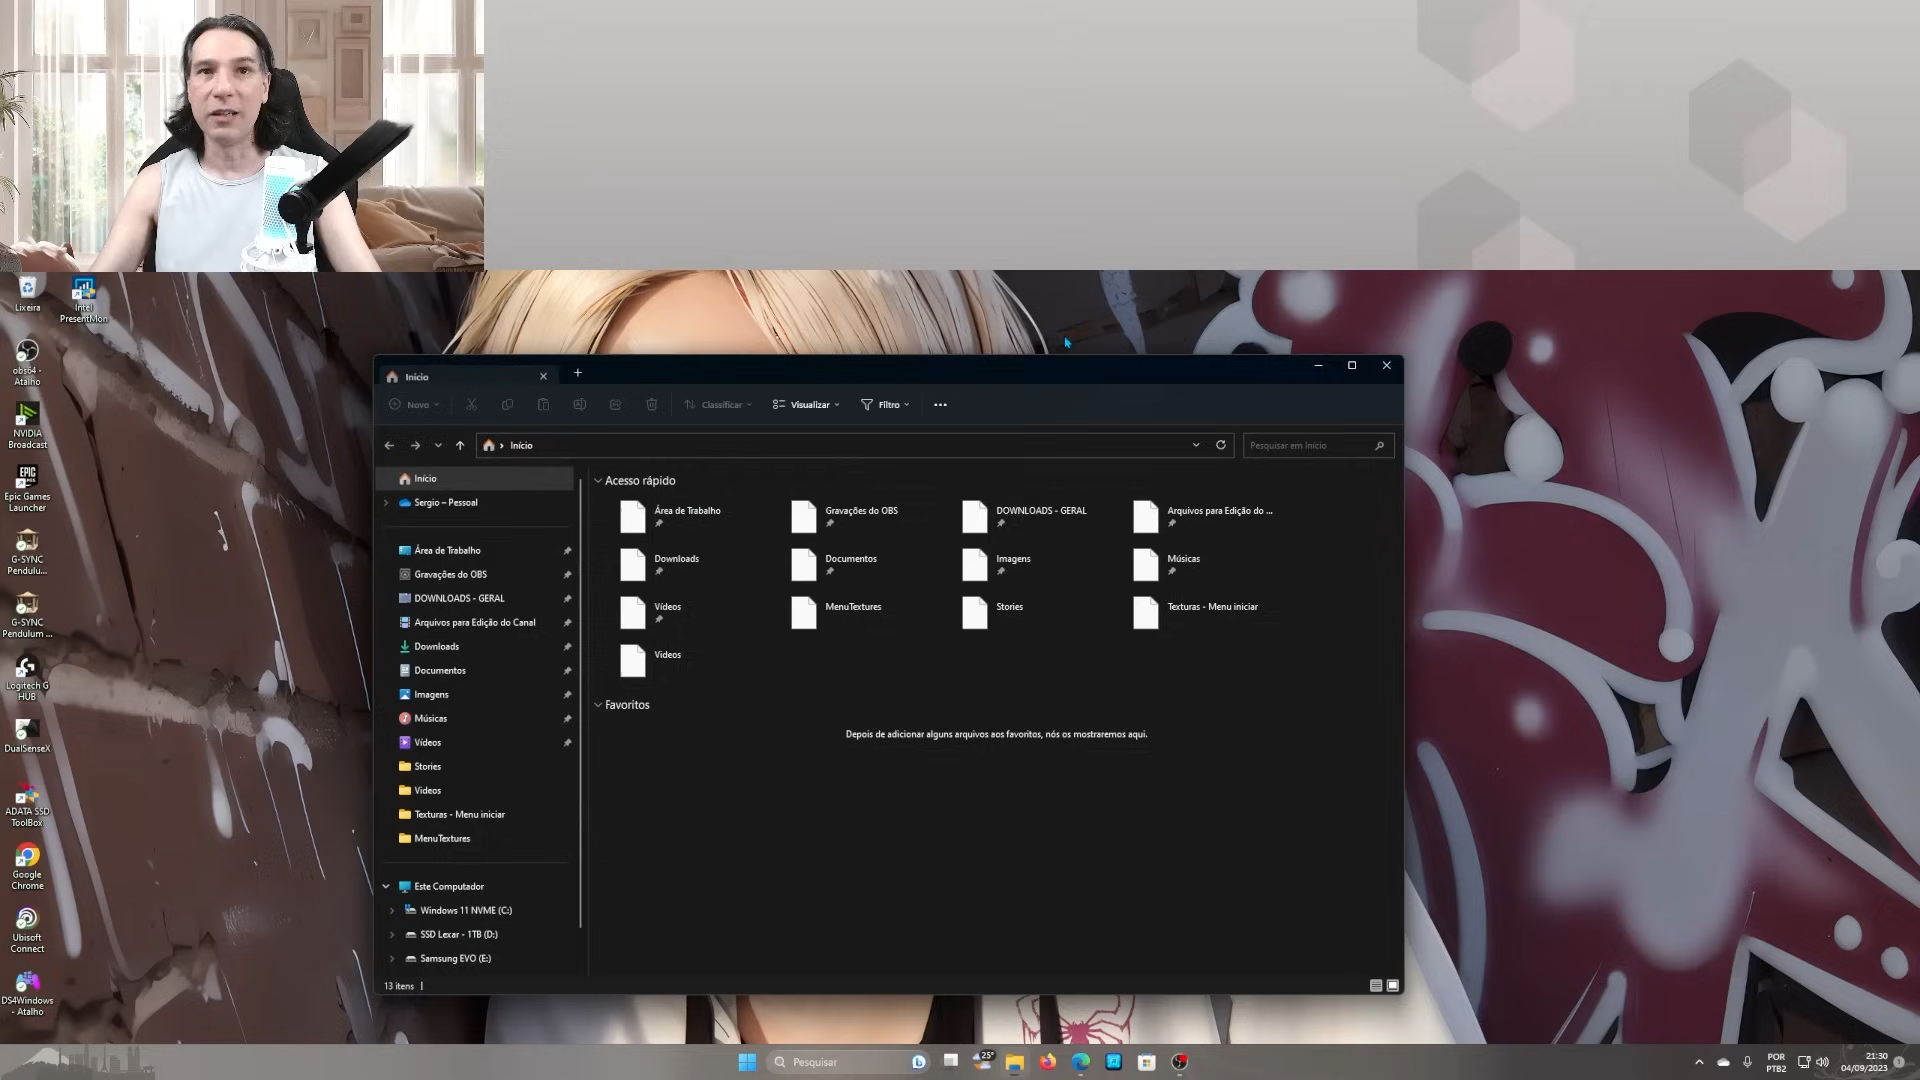 Lixeira
Intel
PresentMon
obs64 -
Atalho
NVIDIA
Broadcast
Epic Games
Launcher
G-SYNC
Pendulu...
G-SYNC
Pendulum ...
Logitech G
HUB
DualSenseX
ADATA SSD
ToolBox
Google
Chrome
Ubisoft
Connect
DS4Windows
- Atalho
Início
Novo
Classificar
Visualizar
Filtro
Início
Pesquisar em Início
Início
Sergio – Pessoal
Área de Trabalho
Gravações do OBS
DOWNLOADS - GERAL
Arquivos para Edição do Canal
Downloads
Documentos
Imagens
Músicas
Vídeos
Stories
Videos
Texturas - Menu iniciar
MenuTextures
Este Computador
Windows 11 NVME (C:)
SSD Lexar - 1TB (D:)
Samsung EVO (E:)
Acesso rápido
Área de Trabalho
Gravações do OBS
DOWNLOADS - GERAL
Arquivos para Edição do ...
Downloads
Documentos
Imagens
Músicas
Vídeos
MenuTextures
Stories
Texturas - Menu iniciar
Videos
Favoritos
Depois de adicionar alguns arquivos aos favoritos, nós os mostraremos aqui.
13 itens
Pesquisar
25°
POR
PTB2
21:30
04/09/2023